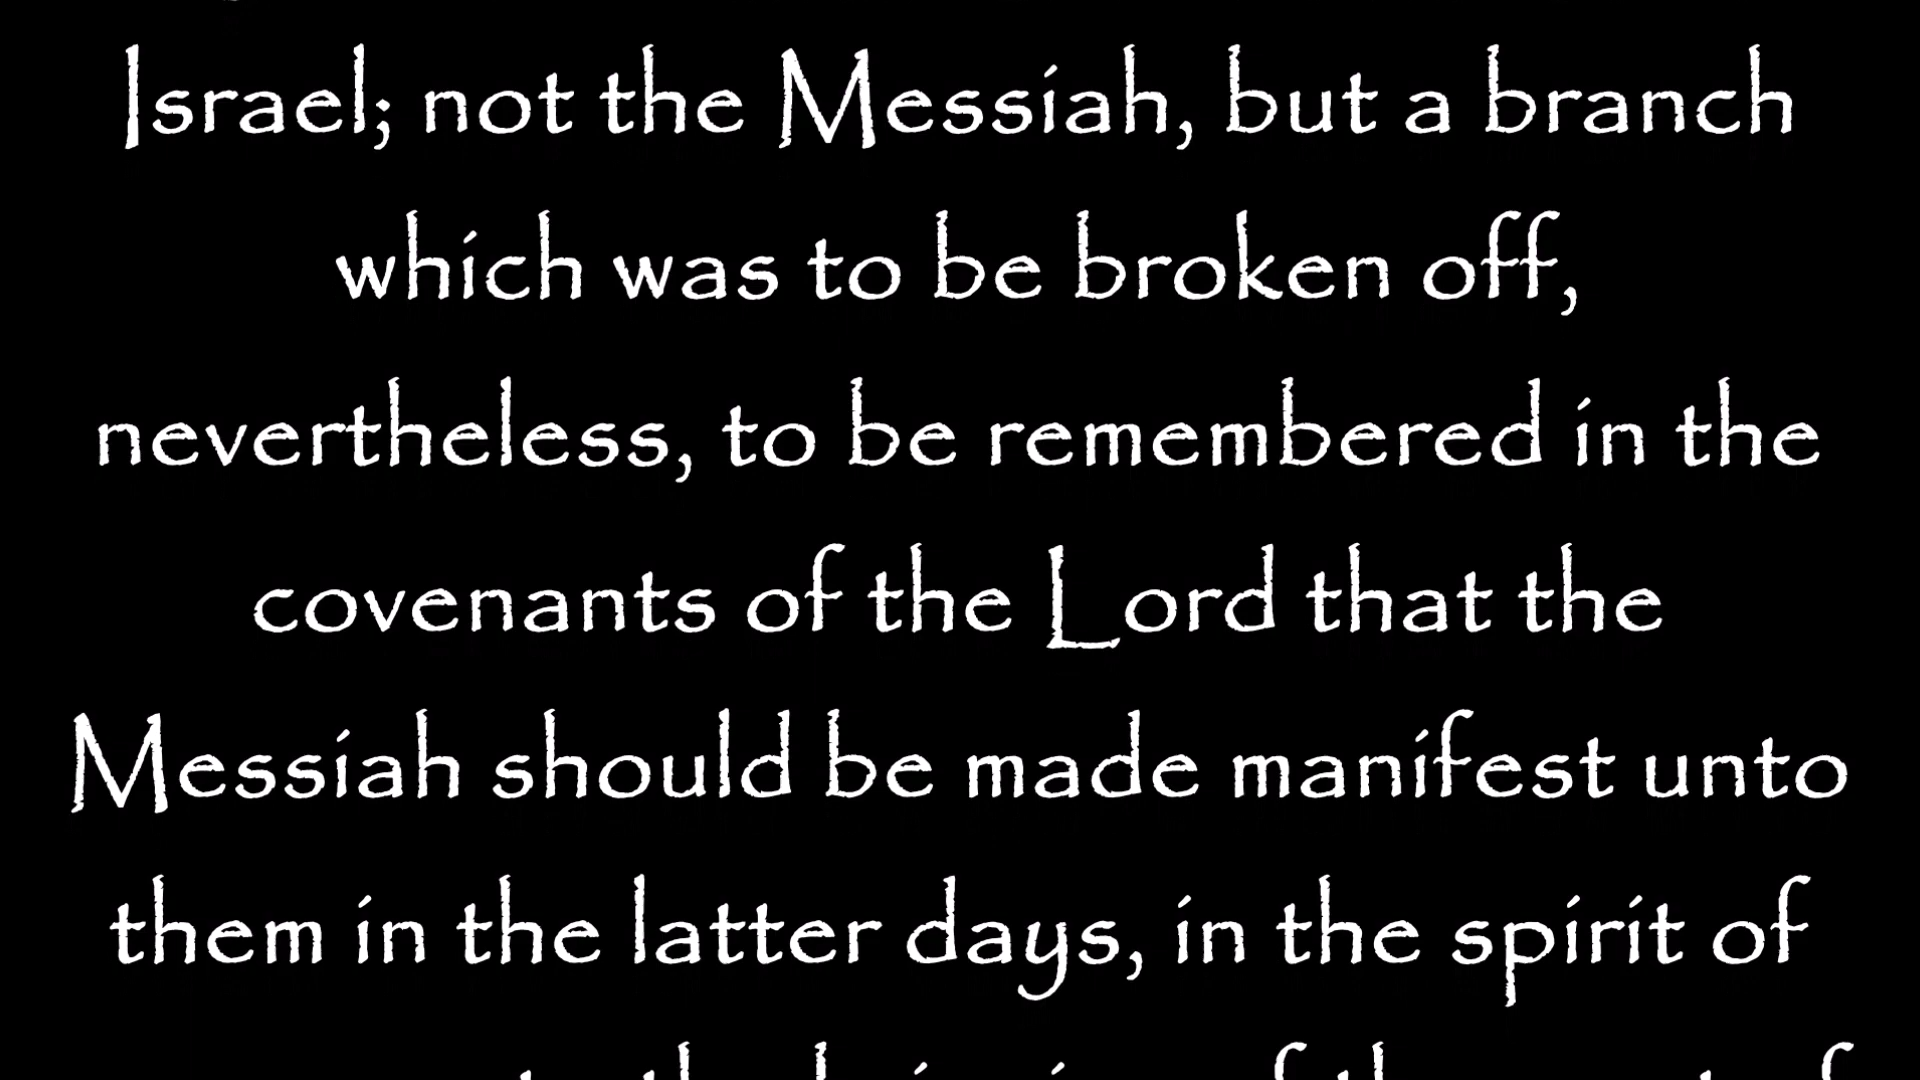 Israel; not the Messiah, but a branch
which was to be broken off,
nevertheless, to be remembered in the
covenants of the Lord that the
Messiah should be made manifest unto
them in the latter days, in the spirit of